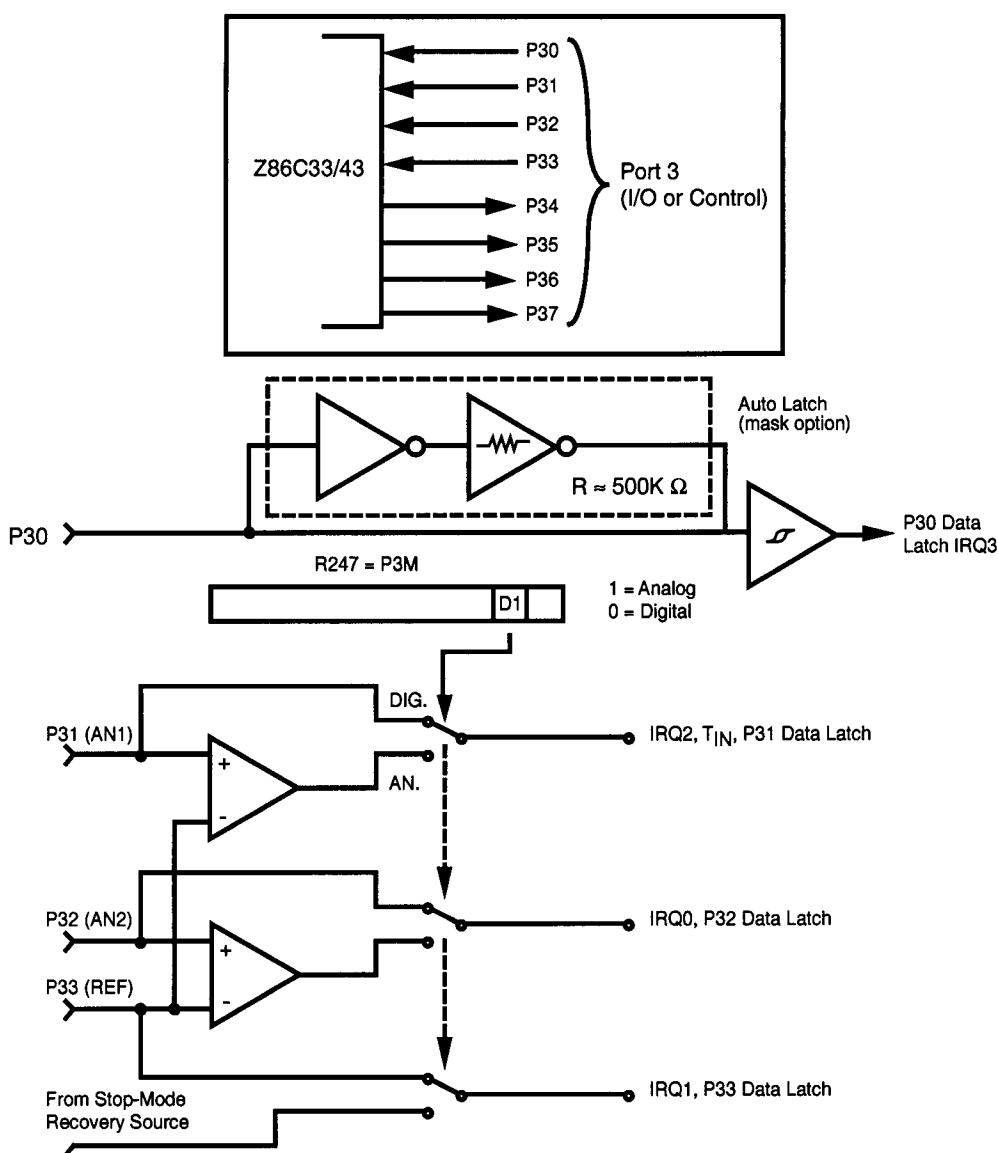 P30
P31
P32
P33
P34
P35
P36
P37
Z86C33/43
Port 3
(I/O or Control)
Auto Latch
(mask option)
R ≈ 500K Ω
P30
P30 Data
Latch IRQ3
R247 = P3M
D1
1 = Analog
0 = Digital
DIG.
P31 (AN1)
+
-
AN.
IRQ2, TIN, P31 Data Latch
P32 (AN2)
+
-
IRQ0, P32 Data Latch
P33 (REF)
From Stop-Mode
Recovery Source
IRQ1, P33 Data Latch